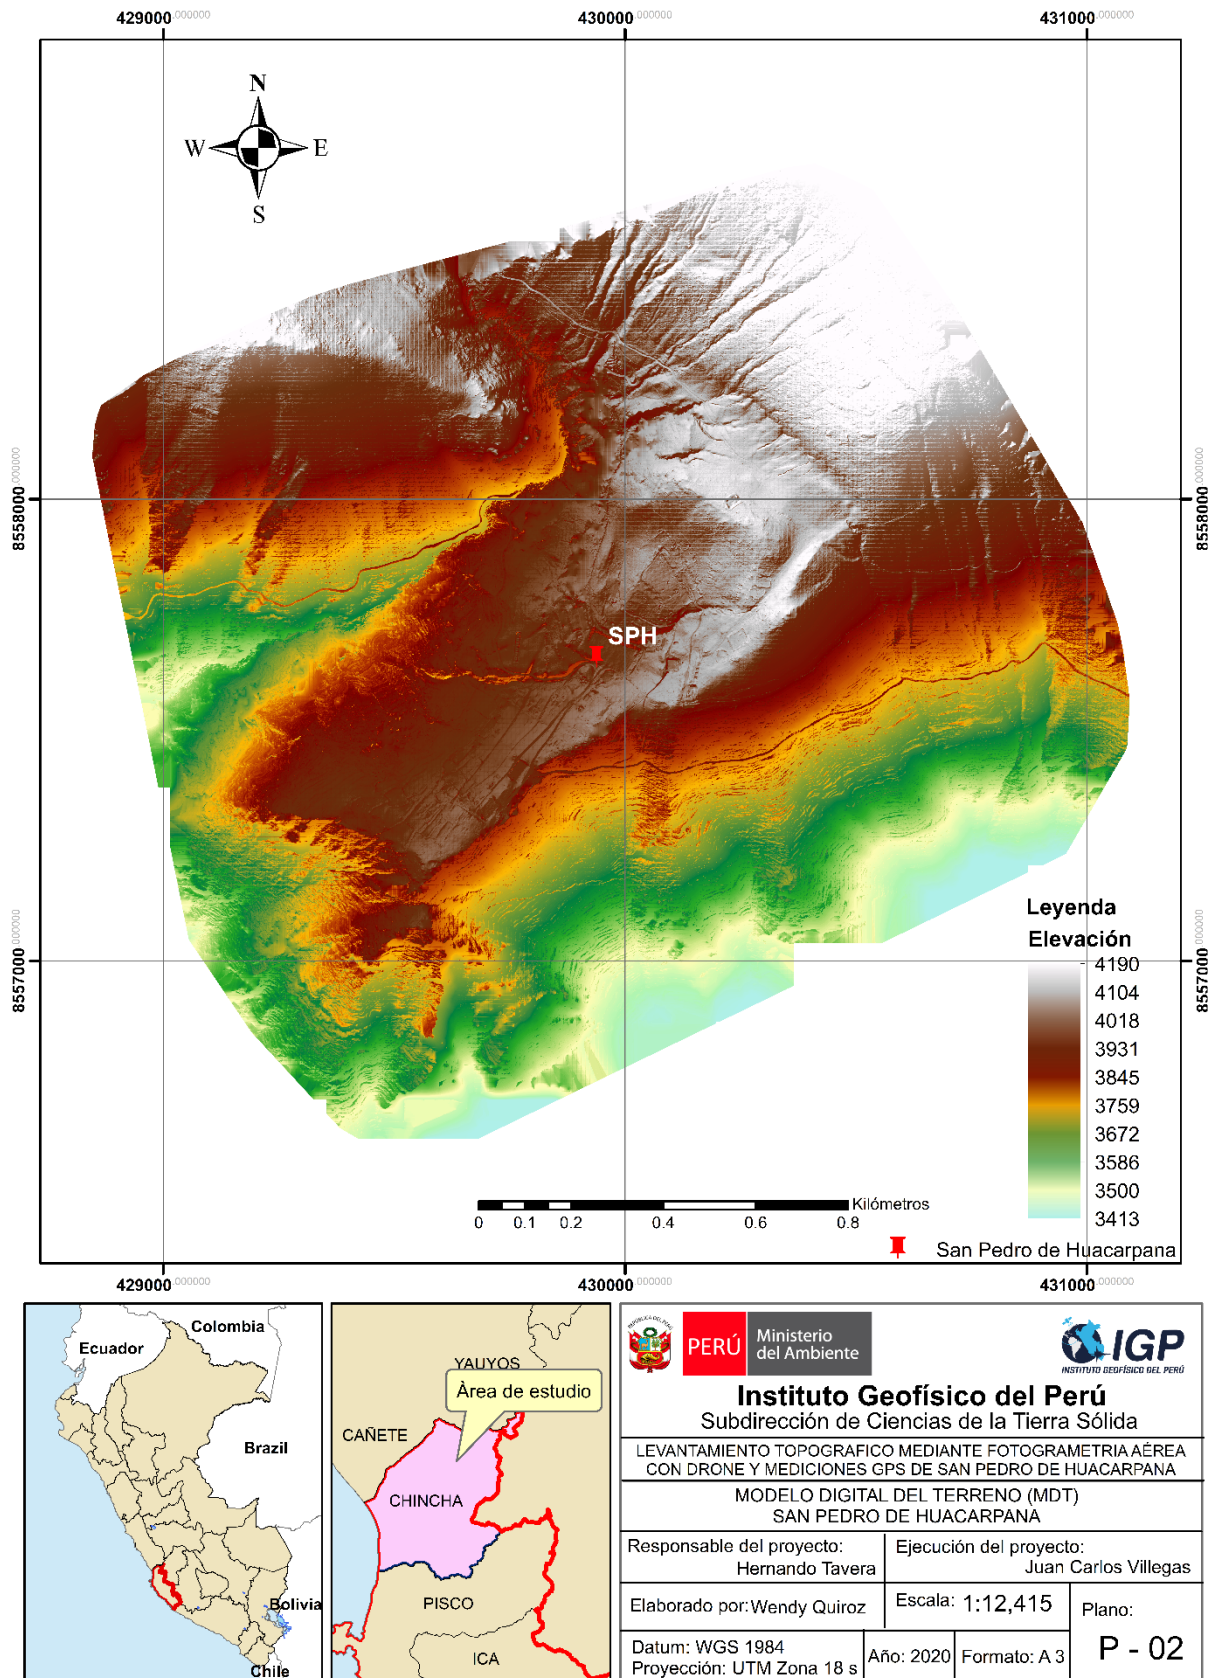 429000.000000
430000.000000
431000.000000
N
W
E
S
8558000.000000
8558000.000000
SPH
8557000.000000
8557000.000000
Leyenda
Elevación
4190
4104
4018
3931
3845
3759
3672
3586
3500
3413
Kilómetros
0 0.1 0.2 0.4 0.6 0.8
San Pedro de Huacarpana
429000.000000
430000.000000
431000.000000
Colombia
Ecuador
Brazil
Bolivia
Chile
YAUYOS
Àrea de estudio
CAÑETE
CHINCHA
PISCO
ICA
REPÚBLICA DEL PERÚ
PERÚ
Ministerio
del Ambiente
IGP
INSTITUTO GEOFÍSICO DEL PERÚ
Instituto Geofísico del Perú
Subdirección de Ciencias de la Tierra Sólida
LEVANTAMIENTO TOPOGRAFICO MEDIANTE FOTOGRAMETRIA AÉREA
CON DRONE Y MEDICIONES GPS DE SAN PEDRO DE HUACARPANA
MODELO DIGITAL DEL TERRENO (MDT)
SAN PEDRO DE HUACARPANA
Responsable del proyecto:
Hernando Tavera
Ejecución del proyecto:
Juan Carlos Villegas
Elaborado por: Wendy Quiroz
Escala: 1:12,415
Plano:
P - 02
Datum: WGS 1984
Proyección: UTM Zona 18 s
Año: 2020
Formato: A 3